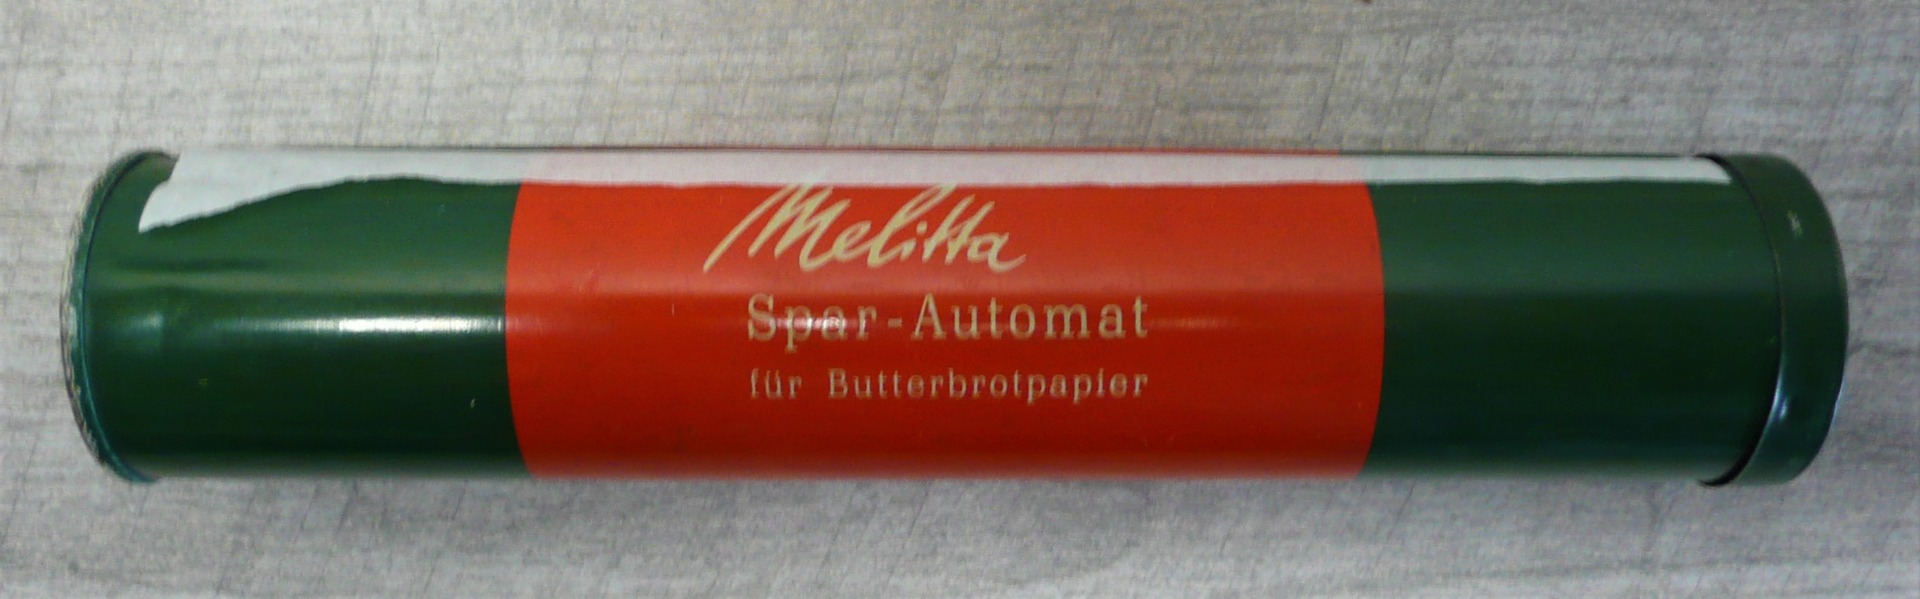 Melitta
Spar-Automat
für Butterbrotpapier